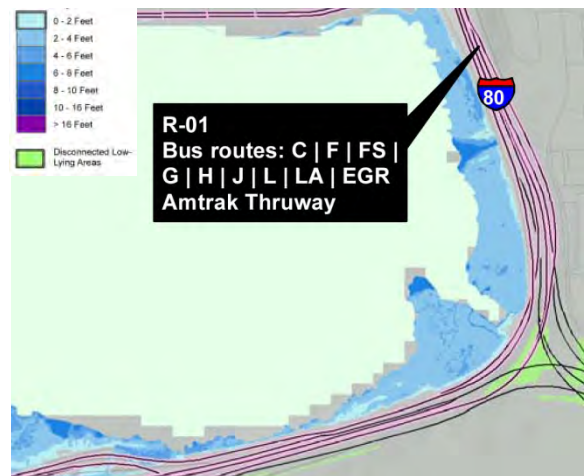 0 - 2 Feet
2 - 4 Feet
4 - 6 Feet
6 - 8 Feet
8 - 10 Feet
10 - 16 Feet
> 16 Feet
Disconnected Low-
Lying Areas
R-01
Bus routes: C | F | FS |
G | H | J | L | LA | EGR
Amtrak Thruway
80